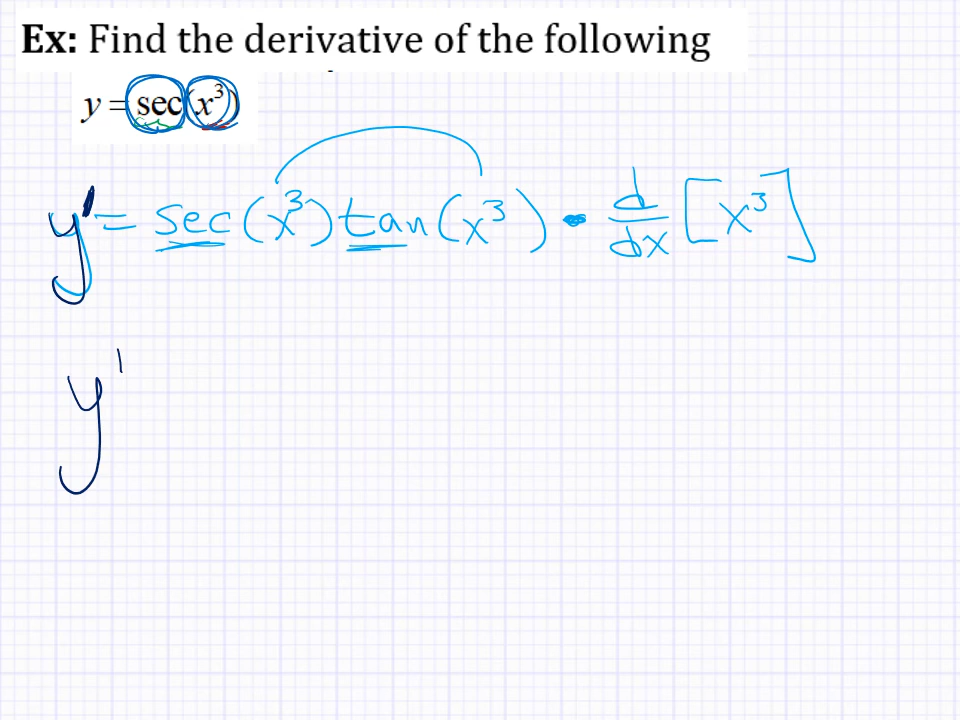 Ex: Find the derivative of the following
y = sec(x³)
y' = sec(x³) tan(x³) · d/dx [x³]
y'